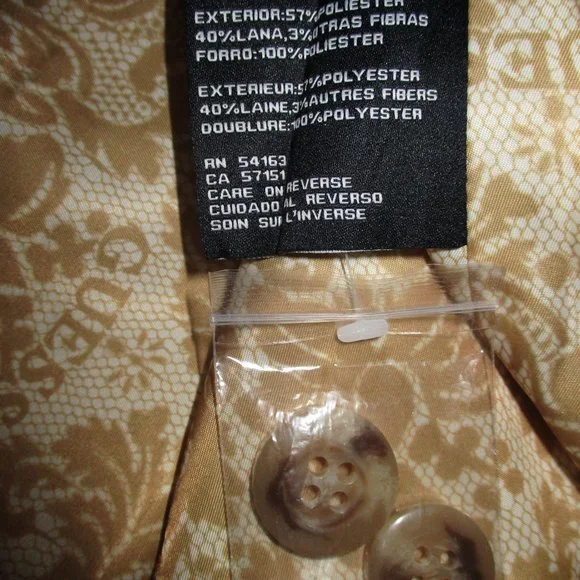 EXTERIOR:57%POLIESTER
40%LANA,3%OTRAS FIBRAS
FORRO:100%POLIESTER
EXTERIEUR:57%POLYESTER
40%LAINE,3%AUTRES FIBERS
DOUBLURE:100%POLYESTER
RN 54163
CA 57151
CARE ON REVERSE
CUIDADO AL REVERSO
SOIN SUR L'INVERSE
GUESS